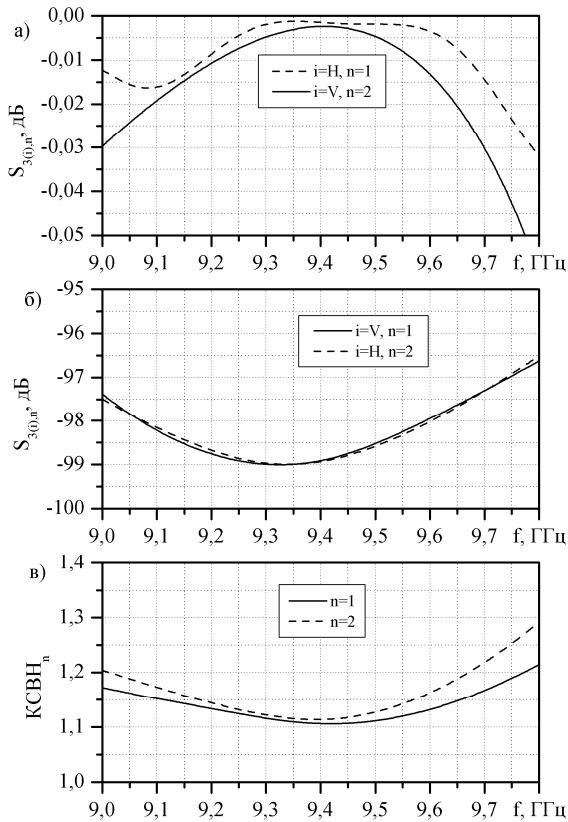 а)
S3(i),n, дБ
0,00
-0,01
-0,02
-0,03
-0,04
-0,05
i=H, n=1
i=V, n=2
9,0 9,1 9,2 9,3 9,4 9,5 9,6 9,7 f, ГГц
б)
S3(i),n, дБ
-95
-96
-97
-98
-99
-100
i=V, n=1
i=H, n=2
9,0 9,1 9,2 9,3 9,4 9,5 9,6 9,7 f, ГГц
в)
КСВНn
1,4
1,3
1,2
1,1
1,0
n=1
n=2
9,0 9,1 9,2 9,3 9,4 9,5 9,6 9,7 f, ГГц